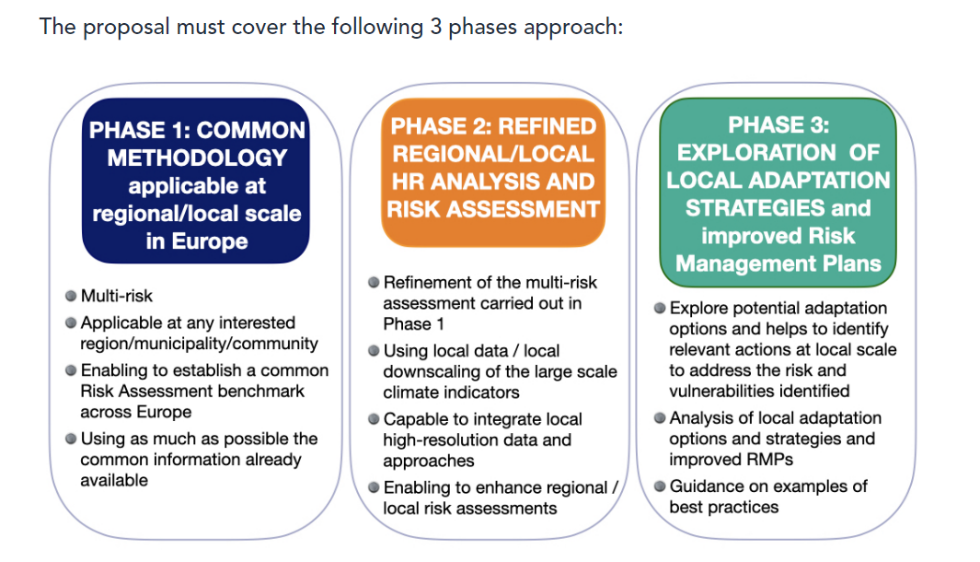 The proposal must cover the following 3 phases approach:
PHASE 1: COMMON
METHODOLOGY
applicable at
regional/local scale
in Europe
Multi-risk
Applicable at any interested
region/municipality/community
Enabling to establish a common
Risk Assessment benchmark
across Europe
Using as much as possible the
common information already
available
PHASE 2: REFINED
REGIONAL/LOCAL
HR ANALYSIS AND
RISK ASSESSMENT
Refinement of the multi-risk
assessment carried out in
Phase 1
Using local data / local
downscaling of the large scale
climate indicators
Capable to integrate local
high-resolution data and
approaches
Enabling to enhance regional /
local risk assessments
PHASE 3:
EXPLORATION OF
LOCAL ADAPTATION
STRATEGIES and
improved Risk
Management Plans
Explore potential adaptation
options and helps to identify
relevant actions at local scale
to address the risk and
vulnerabilities identified
Analysis of local adaptation
options and strategies and
improved RMPs
Guidance on examples of
best practices